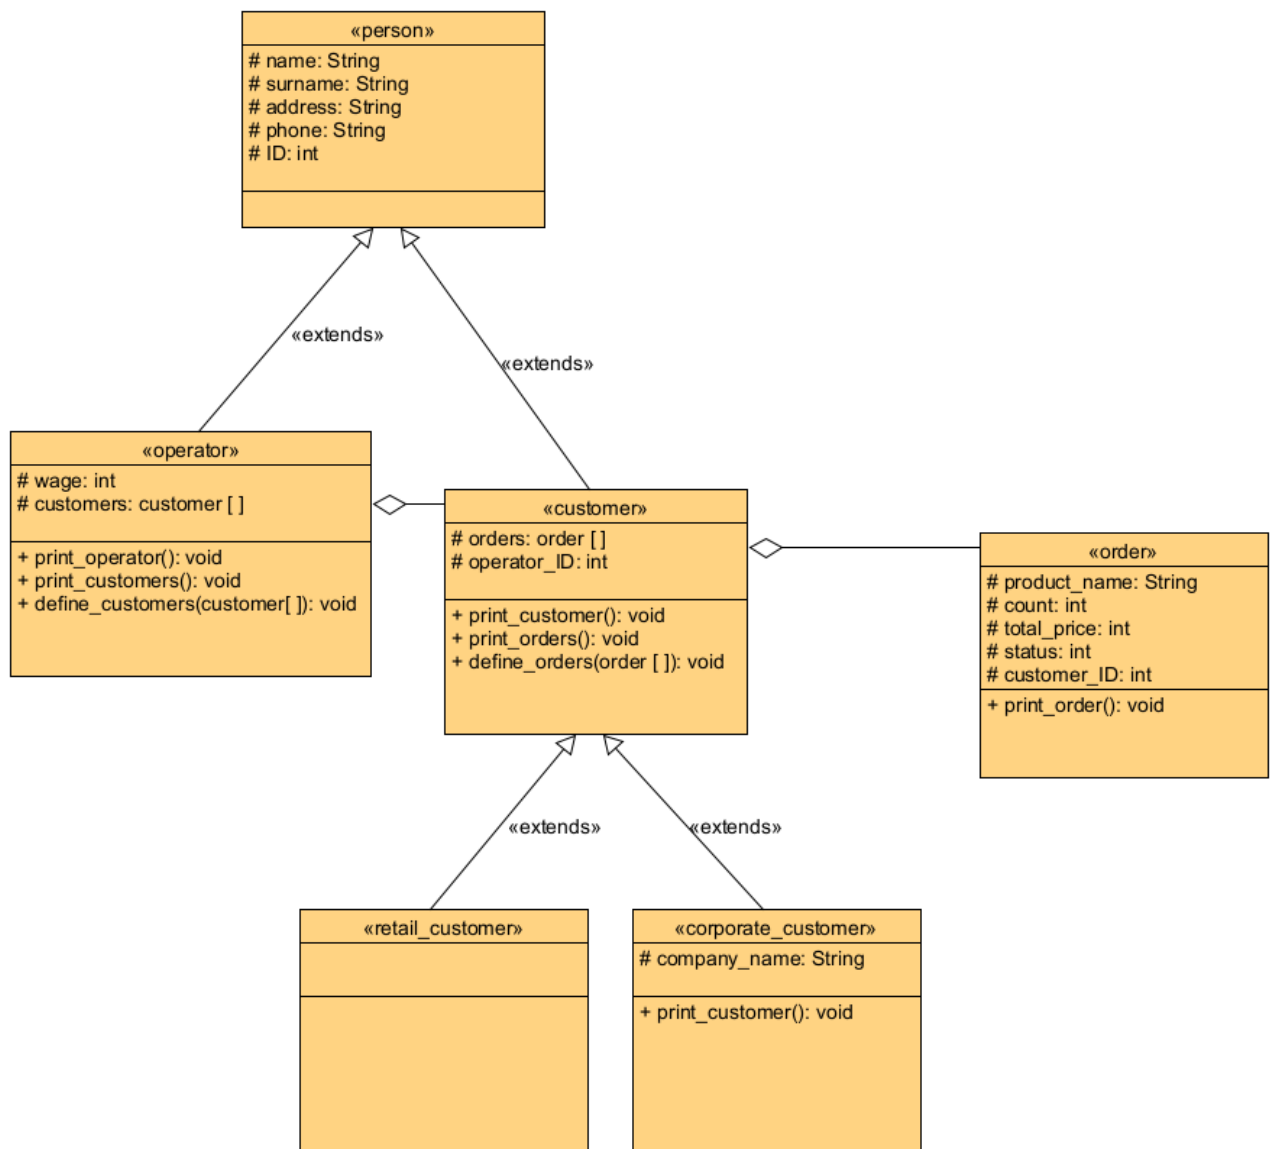 «person»
# name: String
# surname: String
# address: String
# phone: String
# ID: int
«extends»
«extends»
«operator»
# wage: int
# customers: customer [ ]
+ print_operator(): void
+ print_customers(): void
+ define_customers(customer[ ]): void
«customer»
# orders: order [ ]
# operator_ID: int
+ print_customer(): void
+ print_orders(): void
+ define_orders(order [ ]): void
«order»
# product_name: String
# count: int
# total_price: int
# status: int
# customer_ID: int
+ print_order(): void
«extends»
«extends»
«retail_customer»
«corporate_customer»
# company_name: String
+ print_customer(): void